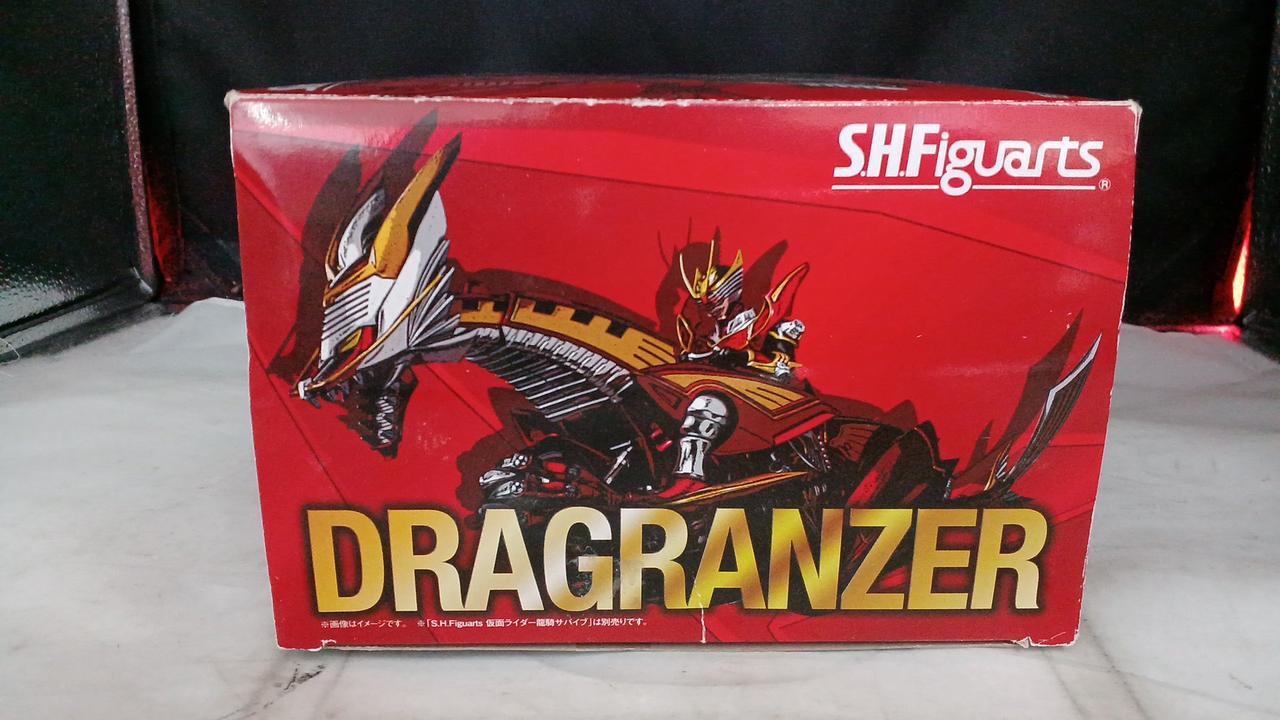 S.H.Figuarts®
DRAGRANZER
※画像はイメージです。 ※「S.H.Figuarts 仮面ライダー龍騎サバイブ」は別売りです。